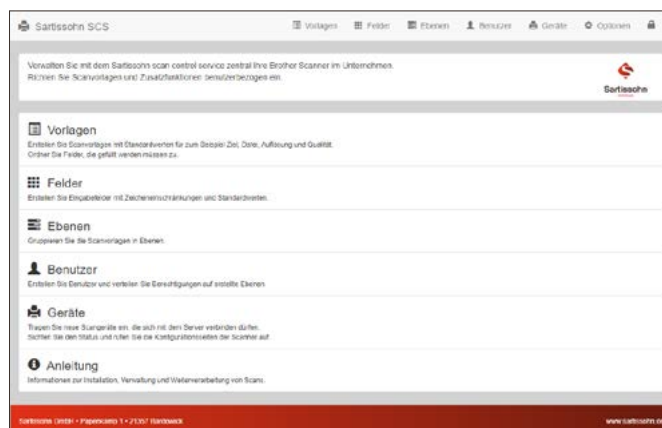 Sartissohn SCS
Vorlagen Felder Ebenen Benutzer Geräte Optionen
Verwalten Sie mit dem Sartissohn scan control service zentral Ihre Brother Scanner im Unternehmen.
Richten Sie Scanvorlagen und Zusatzfunktionen benutzerbezogen ein.
Sartissohn
Vorlagen
Erstellen Sie Scanvorlagen mit Standardwerten für zum Beispiel Ziel, Datei, Auflösung und Qualität.
Ordner Sie Felder, die gefüllt werden müssen zu.
Felder
Erstellen Sie Eingabefelder mit Zeicheneinschränkungen und Standardwerten.
Ebenen
Gruppieren Sie die Scanvorlagen in Ebenen.
Benutzer
Erstellen Sie Benutzer und verteilen Sie Berechtigungen auf erstellte Ebenen.
Geräte
Tragen Sie neue Scangeräte ein, die sich mit dem Server verbinden dürfen.
Sichten Sie den Status und rufen Sie die Konfigurationsseiten der Scanner auf.
Anleitung
Informationen zur Installation, Verwaltung und Weiterverarbeitung von Scans.
Sartissohn GmbH • Papenkamp 1 • 21357 Bardowick
www.sartissohn.de